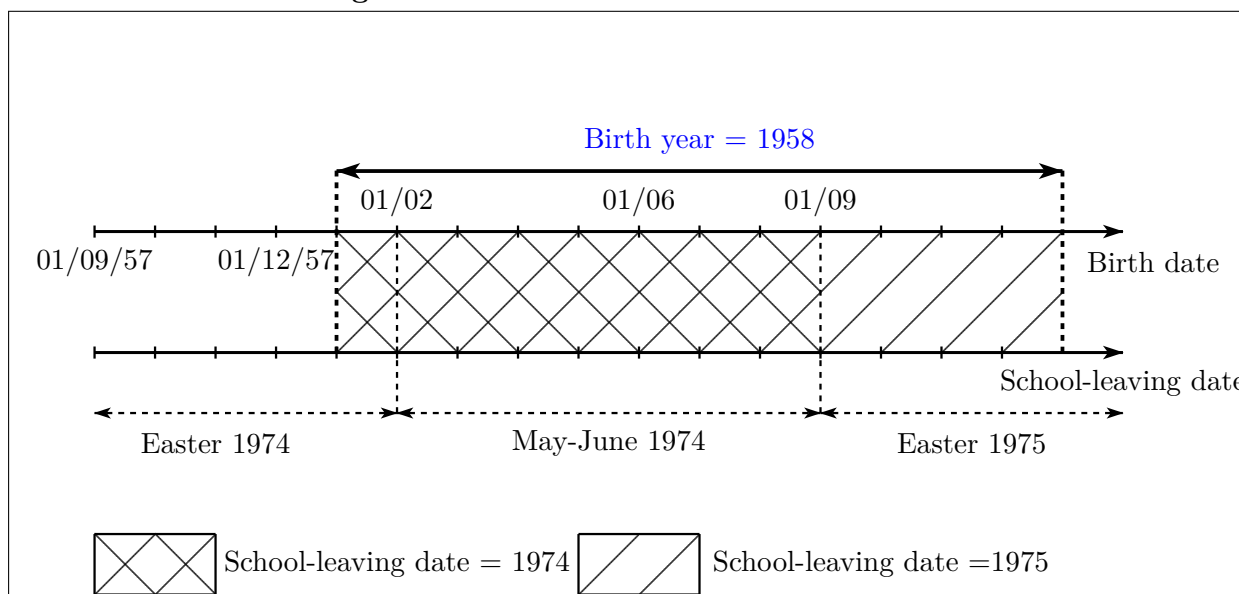 Birth year = 1958
01/02 01/06 01/09
01/09/57 01/12/57 Birth date
School-leaving date
Easter 1974 May-June 1974 Easter 1975
School-leaving date = 1974 School-leaving date =1975